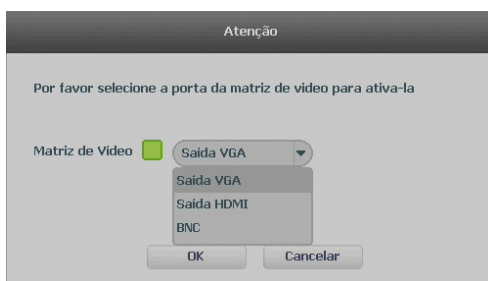 Atenção
Por favor selecione a porta da matriz de video para ativa-la
Matriz de Video Saida VGA
Saida VGA
Saida HDMI
BNC
OK Cancelar